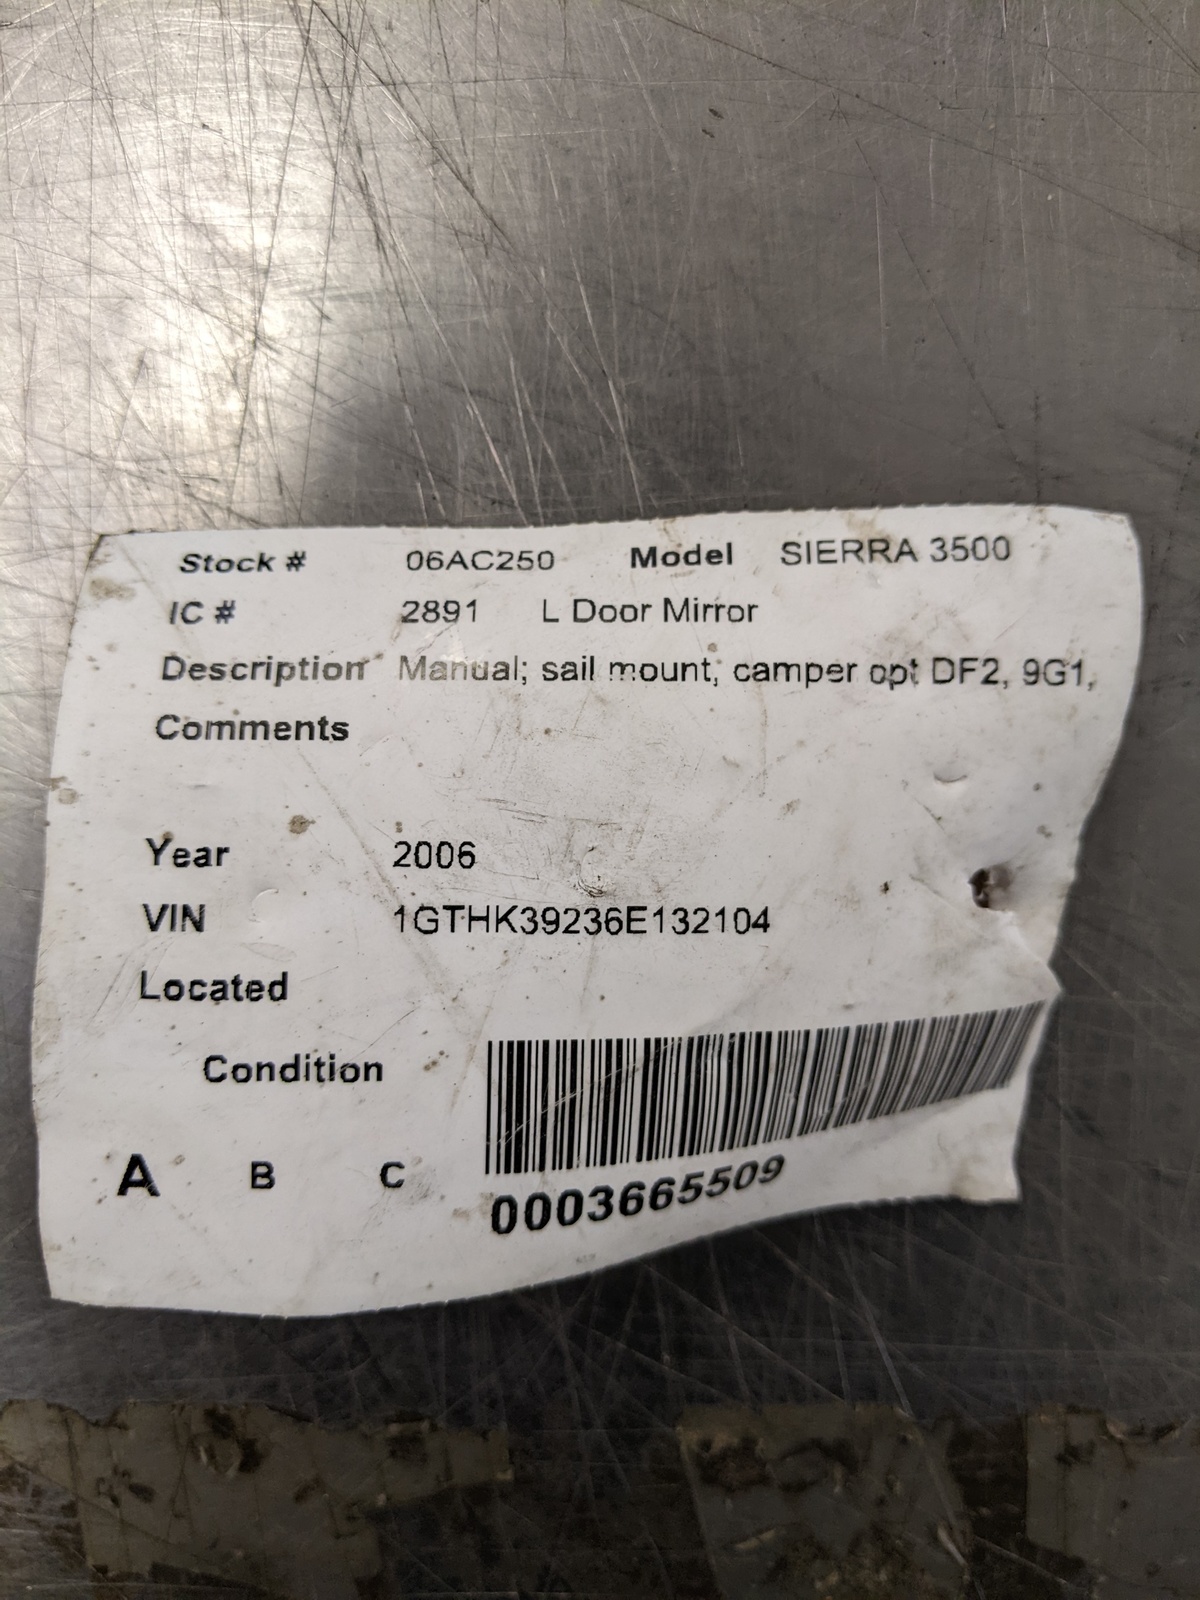 Stock # 06AC250 Model SIERRA 3500
IC # 2891 L Door Mirror
Description Manual; sail mount; camper opt DF2, 9G1,
Comments
Year 2006
VIN 1GTHK39236E132104
Located
Condition
A B C
0003665509